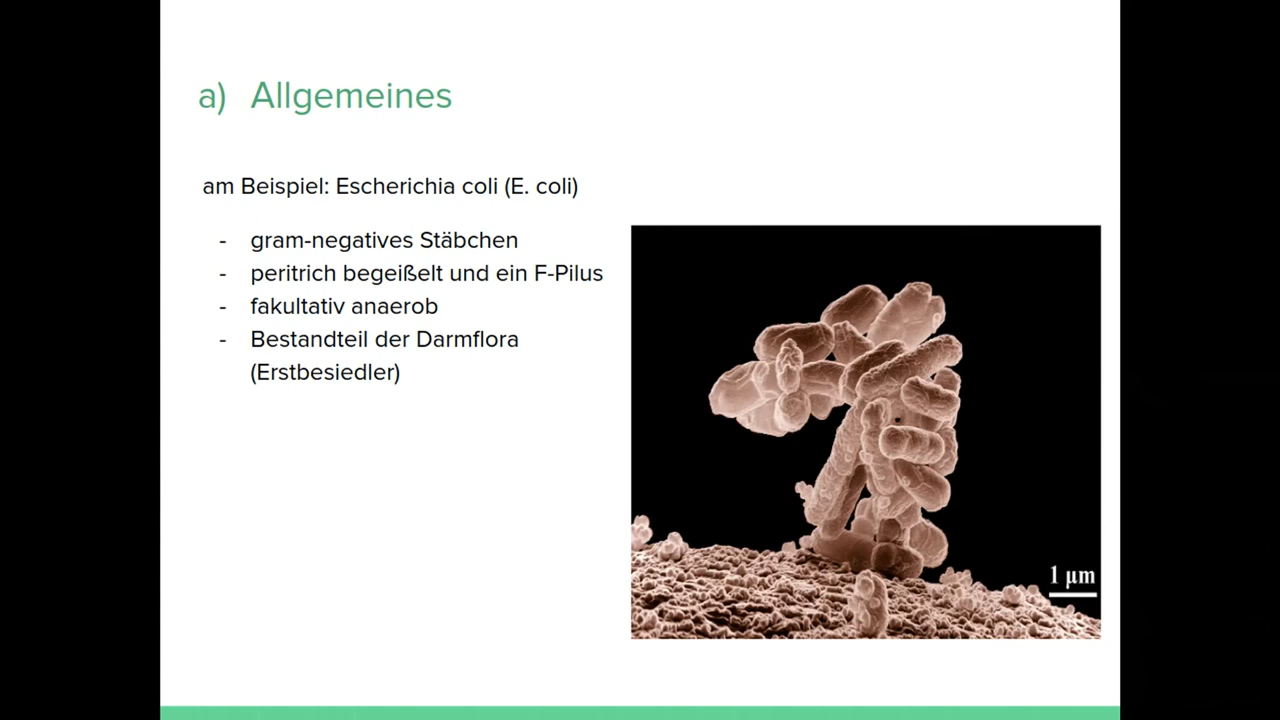 a) Allgemeines
am Beispiel: Escherichia coli (E. coli)
- gram-negatives Stäbchen
- peritrich begeißelt und ein F-Pilus
- fakultativ anaerob
- Bestandteil der Darmflora
(Erstbesiedler)
1 µm